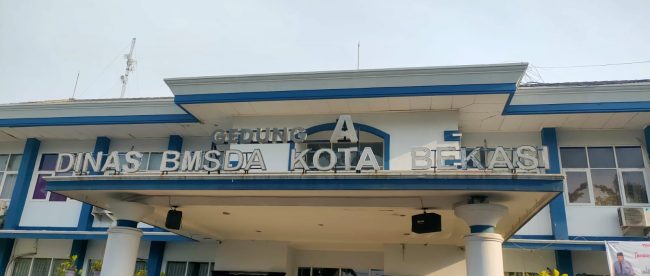 GEDUNG A
DINAS BMSDA KOTA BEKASI